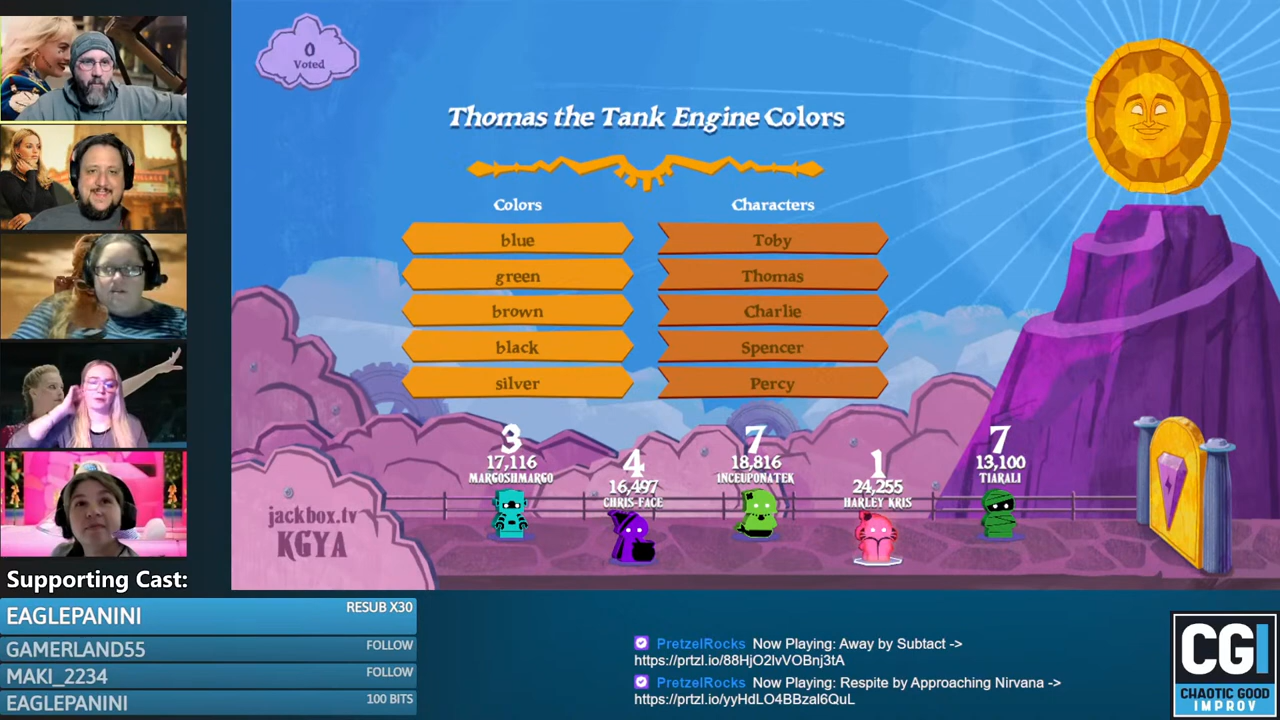 0
Voted
Thomas the Tank Engine Colors
Colors
Characters
blue
Toby
green
Thomas
brown
Charlie
black
Spencer
silver
Percy
3
17,116
MARGOSHMARGO
4
16,497
CHRIS-FACE
7
18,816
INCEUPONATEK
1
24,255
HARLEY KRIS
7
13,100
TIARALI
jackbox.tv
KGYA
Supporting Cast:
EAGLEPANINI RESUB X30
GAMERLAND55 FOLLOW
MAKI_2234 FOLLOW
EAGLEPANINI 100 BITS
PretzelRocks Now Playing: Away by Subtact ->
https://prtzl.io/88HjO2lvVOBnj3tA
PretzelRocks Now Playing: Respite by Approaching Nirvana ->
https://prtzl.io/yyHdLO4BBzal6QuL
CGI
CHAOTIC GOOD
IMPROV